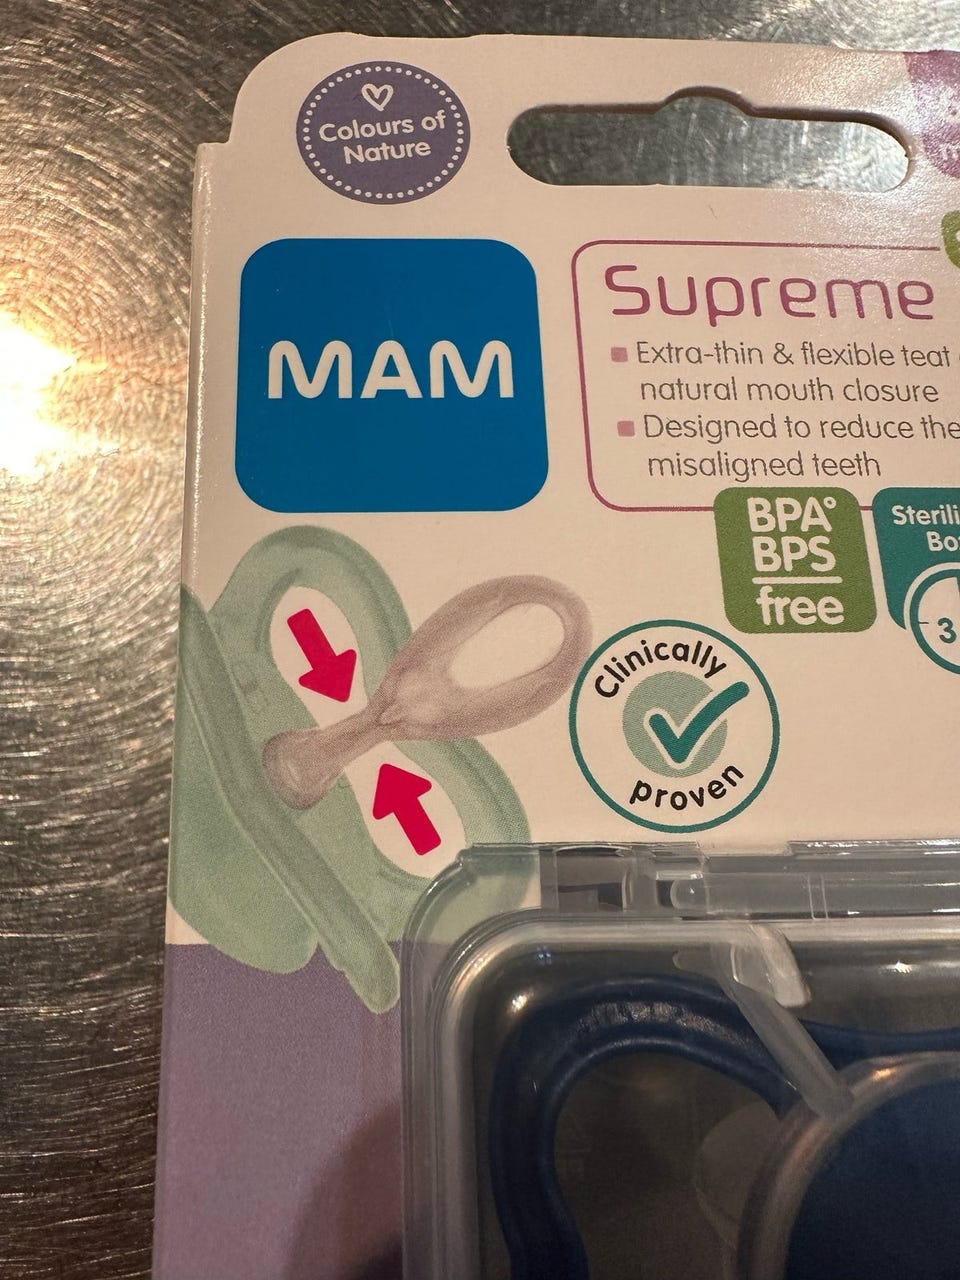 Colours of
Nature
MAM
Supreme
Extra-thin & flexible teat
natural mouth closure
Designed to reduce the
misaligned teeth
BPA°
BPS
free
3
Clinically
proven